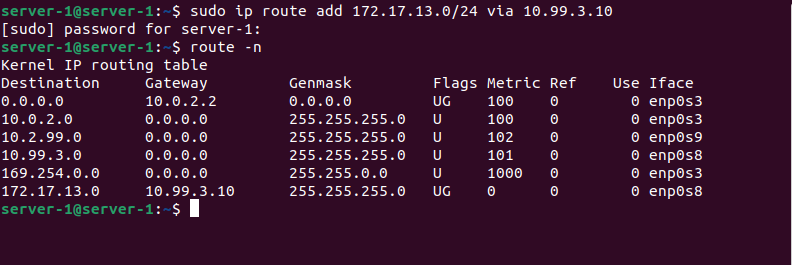 server-1@server-1:~$ sudo ip route add 172.17.13.0/24 via 10.99.3.10
[sudo] password for server-1:
server-1@server-1:~$ route -n
Kernel IP routing table
Destination     Gateway         Genmask         Flags Metric Ref    Use Iface
0.0.0.0         10.0.2.2        0.0.0.0         UG    100    0        0 enp0s3
10.0.2.0        0.0.0.0         255.255.255.0   U     100    0        0 enp0s3
10.2.99.0       0.0.0.0         255.255.255.0   U     102    0        0 enp0s9
10.99.3.0       0.0.0.0         255.255.255.0   U     101    0        0 enp0s8
169.254.0.0     0.0.0.0         255.255.0.0     U     1000   0        0 enp0s3
172.17.13.0     10.99.3.10      255.255.255.0   UG    0      0        0 enp0s8
server-1@server-1:~$